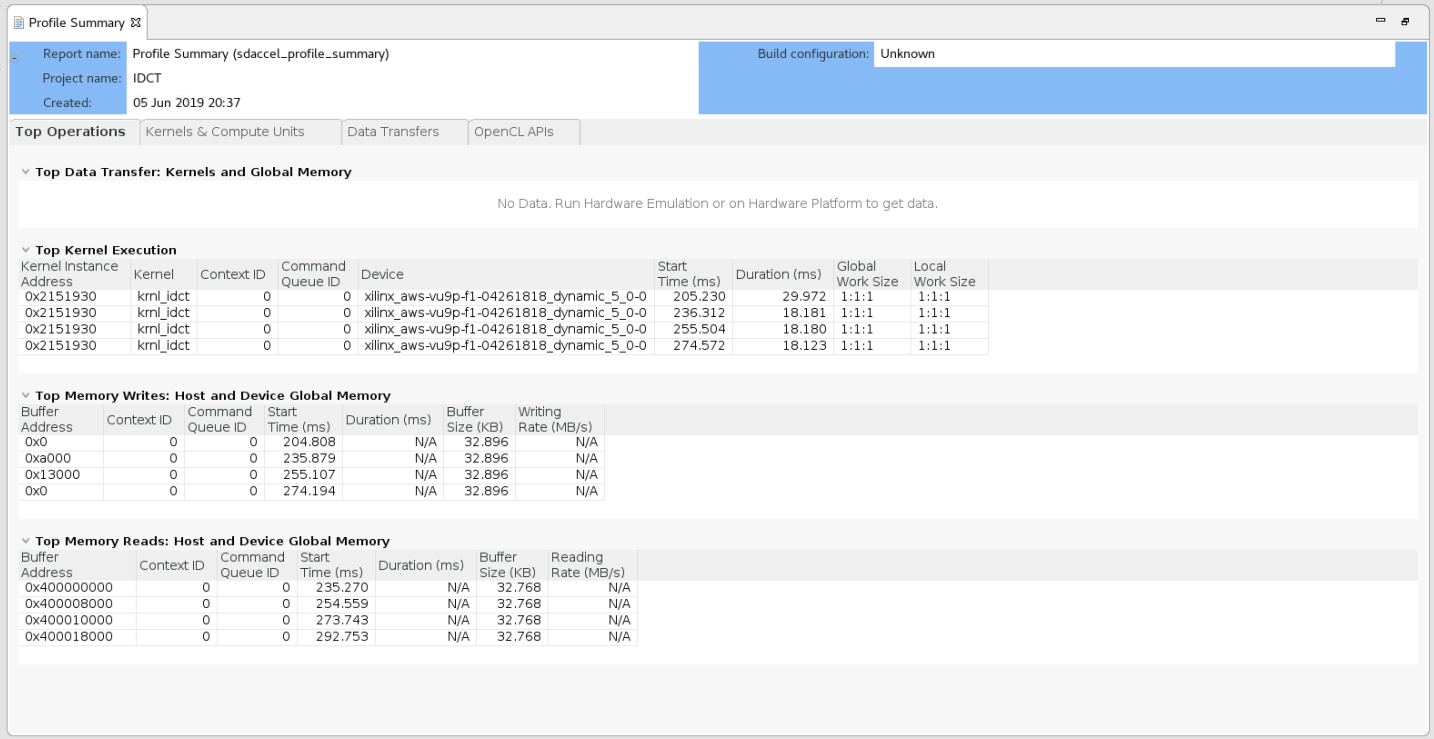 Profile Summary
Report name: Profile Summary (sdaccel_profile_summary) Build configuration: Unknown
Project name: IDCT
Created: 05 Jun 2019 20:37
Top Operations Kernels & Compute Units Data Transfers OpenCL APIs
Top Data Transfer: Kernels and Global Memory
No Data. Run Hardware Emulation or on Hardware Platform to get data.
Top Kernel Execution
Kernel Instance Address Kernel Context ID Command Queue ID Device Start Time (ms) Duration (ms) Global Work Size Local Work Size
0x2151930 krnl_idct 0 0 xilinx_aws-vu9p-f1-04261818_dynamic_5_0-0 205.230 29.972 1:1:1 1:1:1
0x2151930 krnl_idct 0 0 xilinx_aws-vu9p-f1-04261818_dynamic_5_0-0 236.312 18.181 1:1:1 1:1:1
0x2151930 krnl_idct 0 0 xilinx_aws-vu9p-f1-04261818_dynamic_5_0-0 255.504 18.180 1:1:1 1:1:1
0x2151930 krnl_idct 0 0 xilinx_aws-vu9p-f1-04261818_dynamic_5_0-0 274.572 18.123 1:1:1 1:1:1
Top Memory Writes: Host and Device Global Memory
Buffer Address Context ID Command Queue ID Start Time (ms) Duration (ms) Buffer Size (KB) Writing Rate (MB/s)
0x0 0 0 204.808 N/A 32.896 N/A
0xa000 0 0 235.879 N/A 32.896 N/A
0x13000 0 0 255.107 N/A 32.896 N/A
0x0 0 0 274.194 N/A 32.896 N/A
Top Memory Reads: Host and Device Global Memory
Buffer Address Context ID Command Queue ID Start Time (ms) Duration (ms) Buffer Size (KB) Reading Rate (MB/s)
0x400000000 0 0 235.270 N/A 32.768 N/A
0x400008000 0 0 254.559 N/A 32.768 N/A
0x400010000 0 0 273.743 N/A 32.768 N/A
0x400018000 0 0 292.753 N/A 32.768 N/A